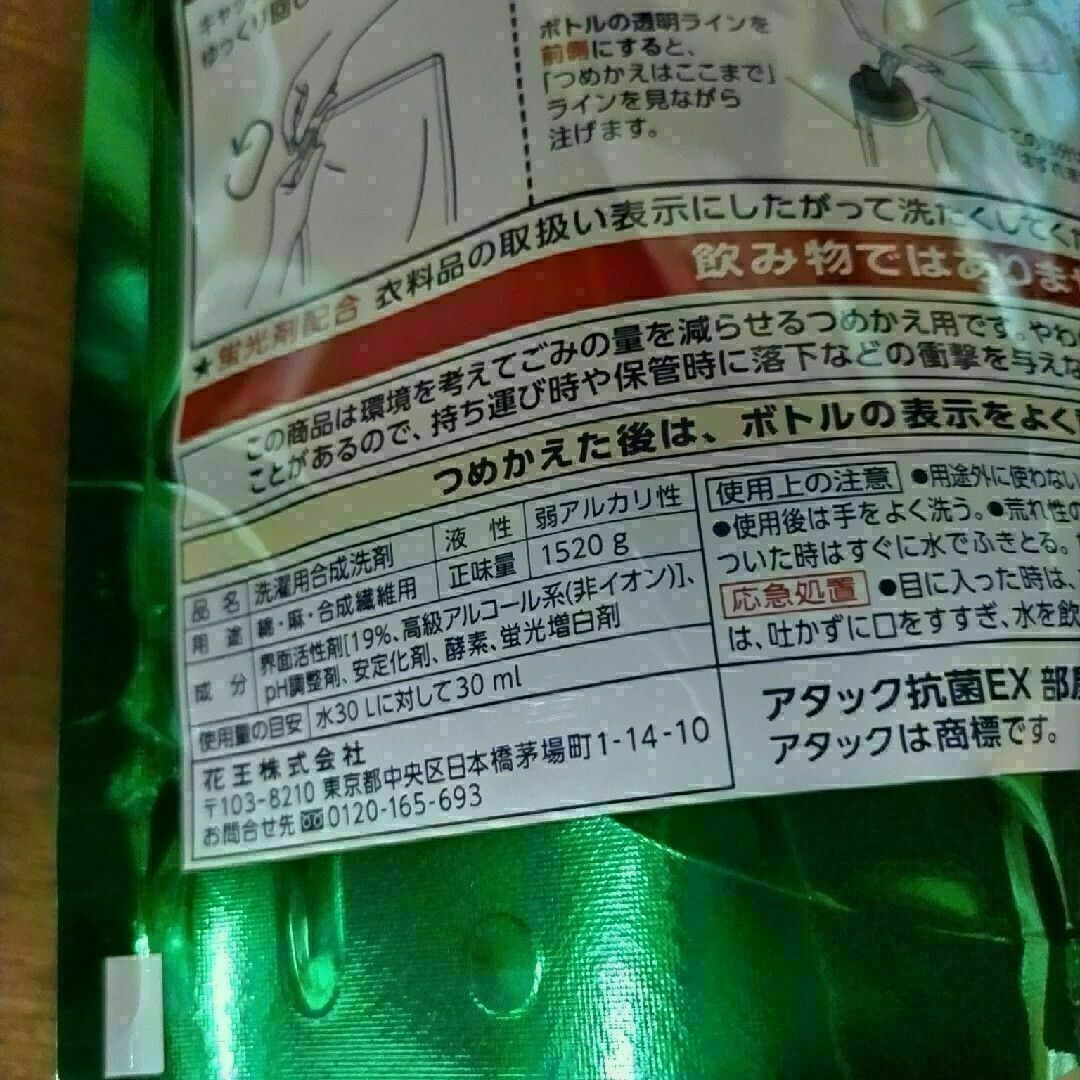 ゆっくり回し
ボトルの透明ラインを
前側にすると、
「つめかえはここまで」
ラインを見ながら
注げます。
★蛍光剤配合 衣料品の取扱い表示にしたがって洗たくしてくだ
飲み物ではありませ
この商品は環境を考えてごみの量を減らせるつめかえ用です。やわ
ことがあるので、持ち運び時や保管時に落下などの衝撃を与えな
つめかえた後は、ボトルの表示をよく
品名 洗濯用合成洗剤 液性 弱アルカリ性
用途 綿・麻・合成繊維用 正味量 1520 g
成分 界面活性剤[19%、高級アルコール系(非イオン)]、
pH調整剤、安定化剤、酵素、蛍光増白剤
使用量の目安 水30 Lに対して30 ml
花王株式会社
〒103-8210 東京都中央区日本橋茅場町1-14-10
お問合せ先 0120-165-693
使用上の注意 ●用途外に使わない
●使用後は手をよく洗う。●荒れ性の
ついた時はすぐに水でふきとる。
応急処置 ●目に入った時は、
は、吐かずに口をすすぎ、水を飲
アタック抗菌EX 部屋
アタックは商標です。